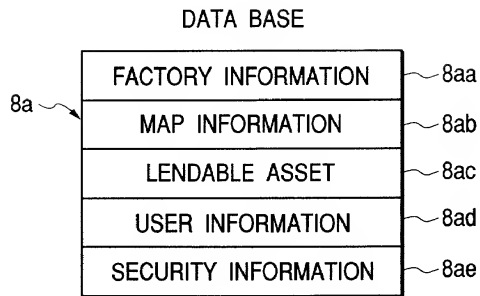 DATA BASE
FACTORY INFORMATION 8aa
8a MAP INFORMATION 8ab
LENDABLE ASSET 8ac
USER INFORMATION 8ad
SECURITY INFORMATION 8ae